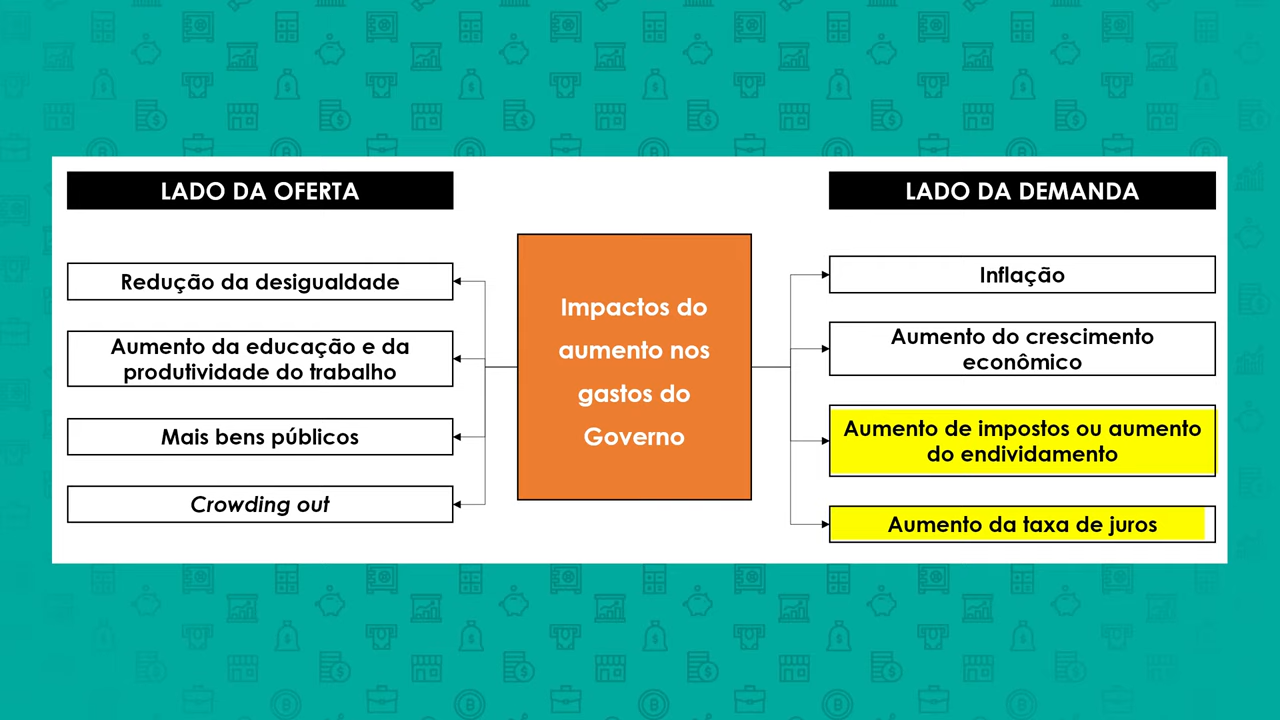 LADO DA OFERTA
Redução da desigualdade
Aumento da educação e da
produtividade do trabalho
Mais bens públicos
Crowding out
Impactos do
aumento nos
gastos do
Governo
LADO DA DEMANDA
Inflação
Aumento do crescimento
econômico
Aumento de impostos ou aumento
do endividamento
Aumento da taxa de juros